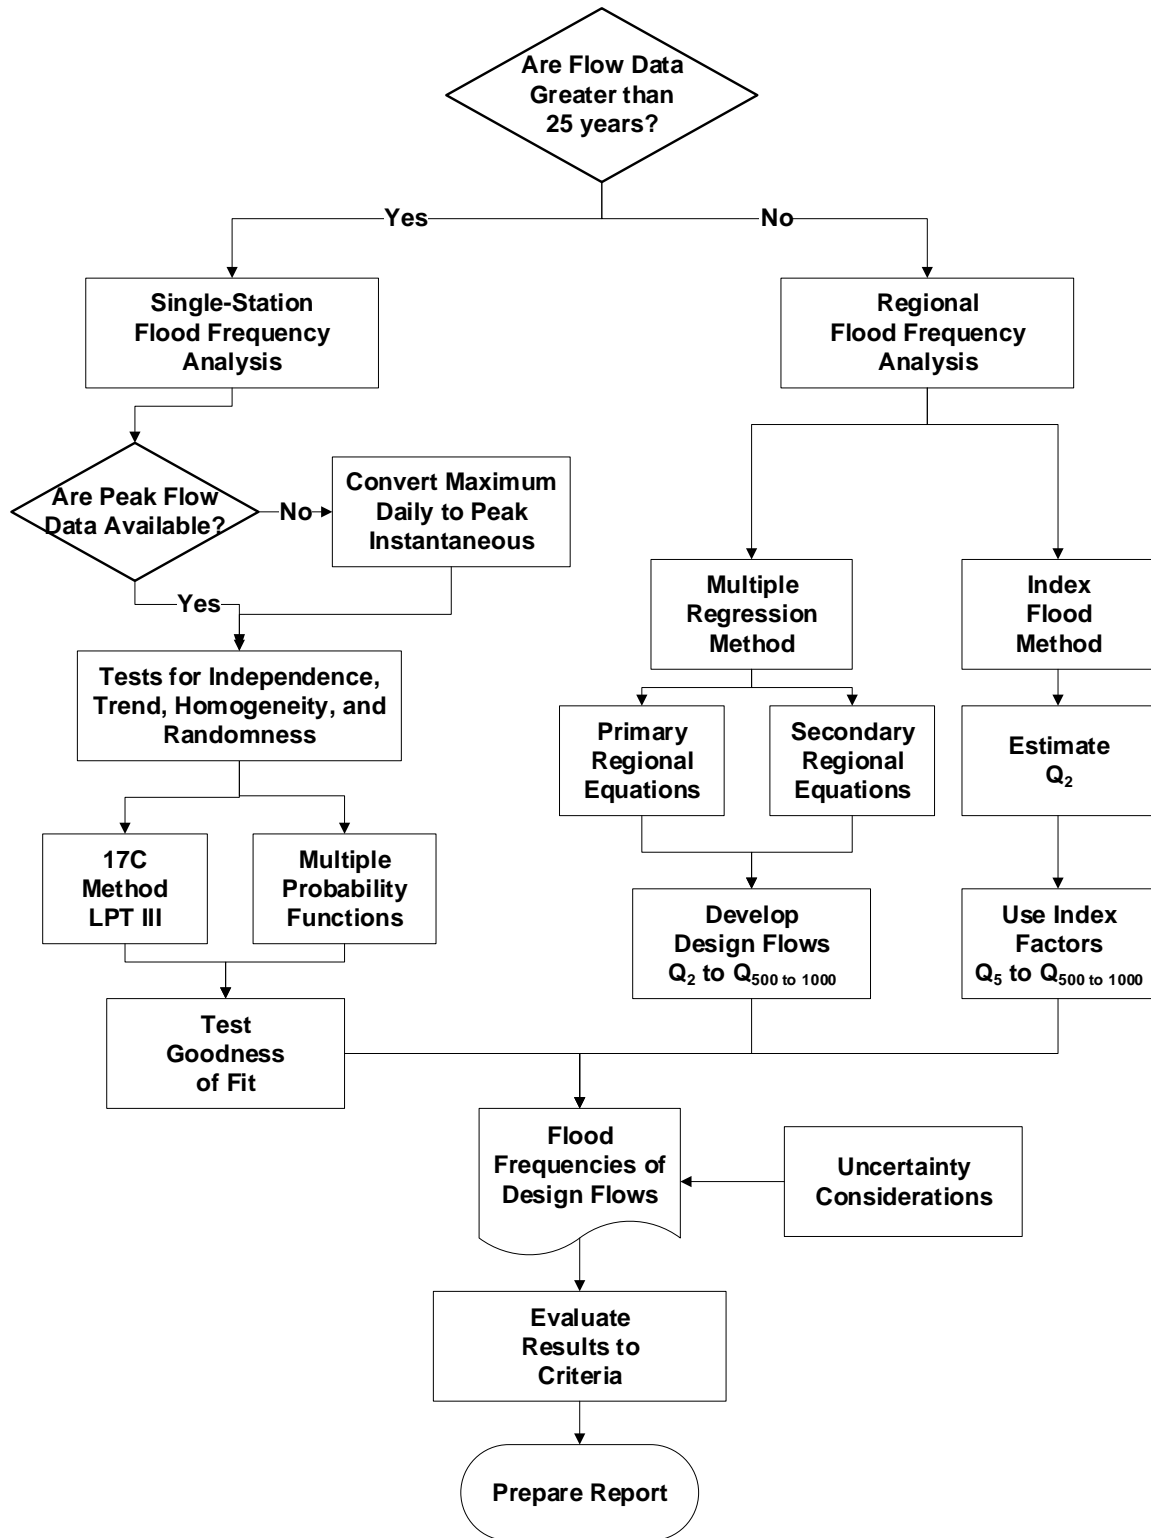 Are Flow Data
Greater than
25 years?
Yes
No
Single-Station
Flood Frequency
Analysis
Regional
Flood Frequency
Analysis
Are Peak Flow
Data Available?
No
Convert Maximum
Daily to Peak
Instantaneous
Yes
Multiple
Regression
Method
Index
Flood
Method
Tests for Independence,
Trend, Homogeneity, and
Randomness
Primary
Regional
Equations
Secondary
Regional
Equations
Estimate
Q₂
17C
Method
LPT III
Multiple
Probability
Functions
Develop
Design Flows
Q₂ to Q₅₀₀ ₜₒ ₁₀₀₀
Use Index
Factors
Q₅ to Q₅₀₀ ₜₒ ₁₀₀₀
Test
Goodness
of Fit
Flood
Frequencies of
Design Flows
Uncertainty
Considerations
Evaluate
Results to
Criteria
Prepare Report